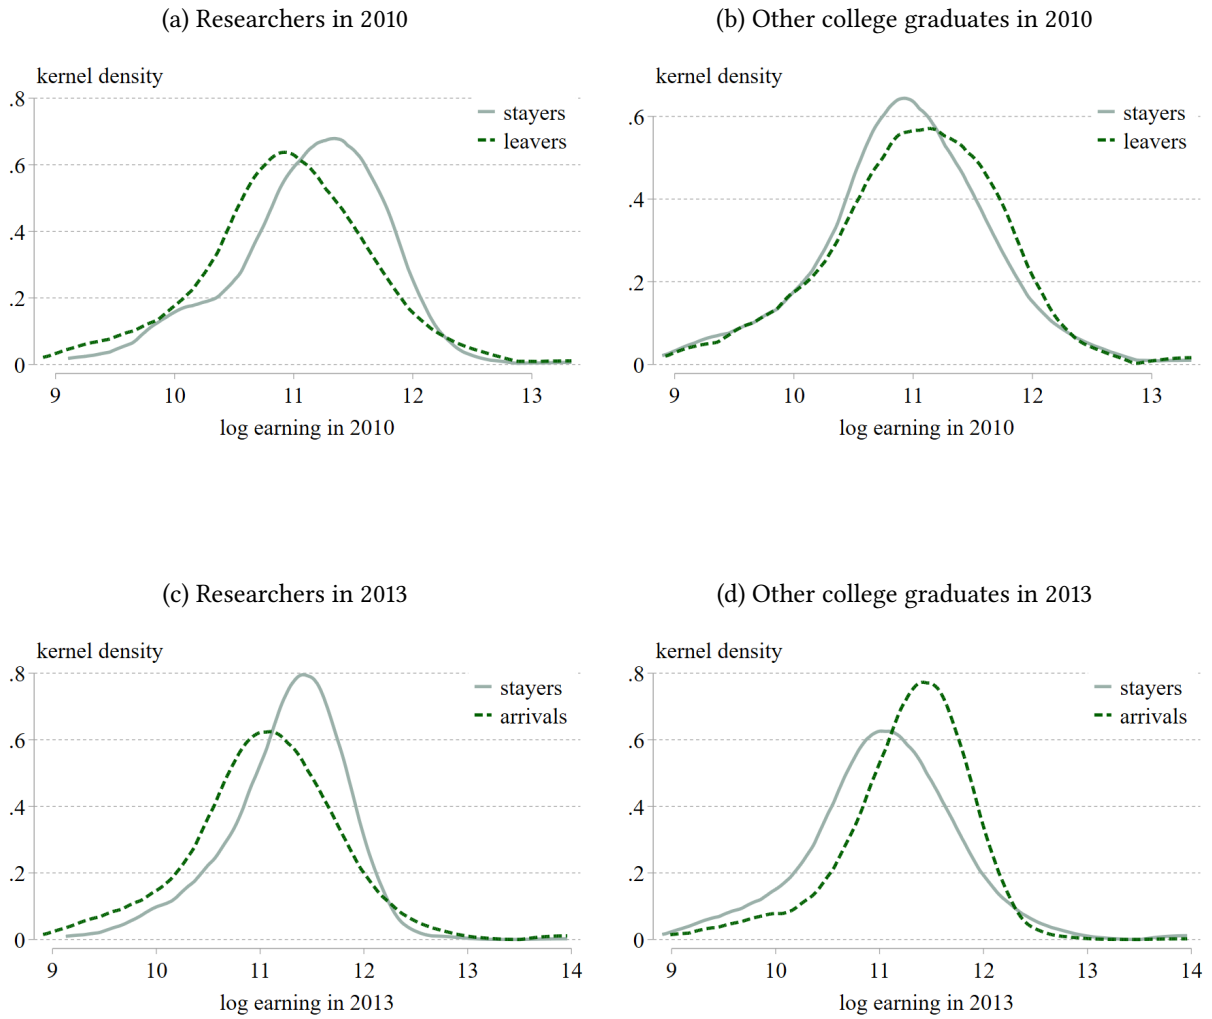 (a) Researchers in 2010
kernel density
.8
.6
.4
.2
0
stayers
leavers
9 10 11 12 13
log earning in 2010
(b) Other college graduates in 2010
kernel density
.6
.4
.2
0
stayers
leavers
9 10 11 12 13
log earning in 2010
(c) Researchers in 2013
kernel density
.8
.6
.4
.2
0
stayers
arrivals
9 10 11 12 13 14
log earning in 2013
(d) Other college graduates in 2013
kernel density
.8
.6
.4
.2
0
stayers
arrivals
9 10 11 12 13 14
log earning in 2013